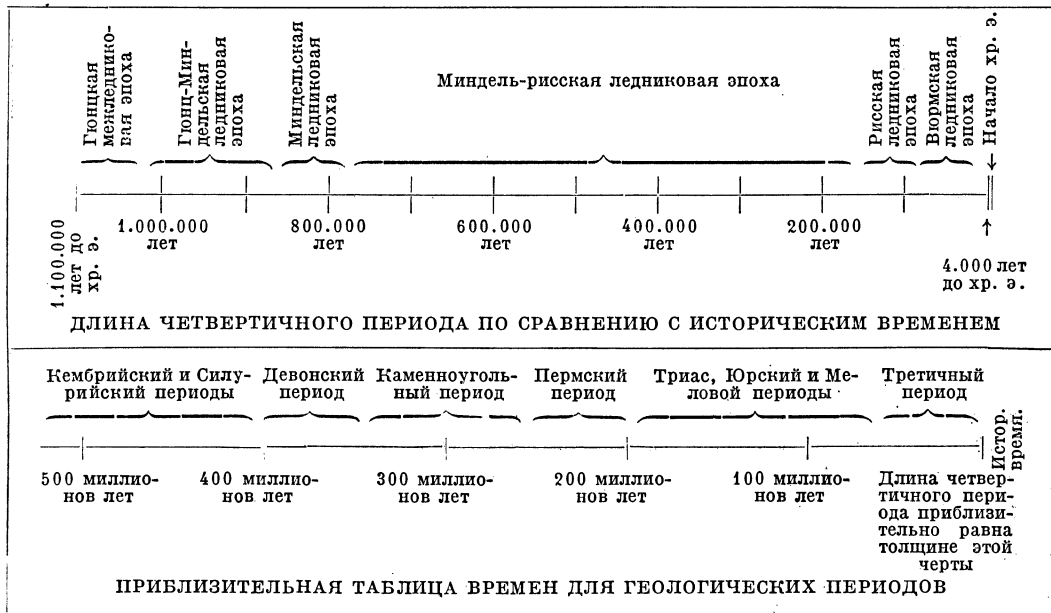 Гюнцкая
межледнико-
вая эпоха
Гюнц-Мин-
дельская
ледниковая
эпоха
Миндельская
ледниковая
эпоха
Миндель-рисская ледниковая эпоха
Рисская
ледниковая
эпоха
Вюрмская
ледниковая
эпоха
Начало хр. э.
1.100.000
лет до
хр. э.
1.000.000
лет
800.000
лет
600.000
лет
400.000
лет
200.000
лет
4.000 лет
до хр. э.
ДЛИНА ЧЕТВЕРТИЧНОГО ПЕРИОДА ПО СРАВНЕНИЮ С ИСТОРИЧЕСКИМ ВРЕМЕНЕМ
Кембрийский и Силу-
рийский периоды
Девонский
период
Каменноуголь-
ный период
Пермский
период
Триас, Юрский и Ме-
ловой периоды
Третичный
период
Истор.
время.
500 миллио-
нов лет
400 миллио-
нов лет
300 миллио-
нов лет
200 миллио-
нов лет
100 миллио-
нов лет
Длина четвер-
тичного пери-
ода приблизи-
тельно равна
толщине этой
черты
ПРИБЛИЗИТЕЛЬНАЯ ТАБЛИЦА ВРЕМЕН ДЛЯ ГЕОЛОГИЧЕСКИХ ПЕРИОДОВ